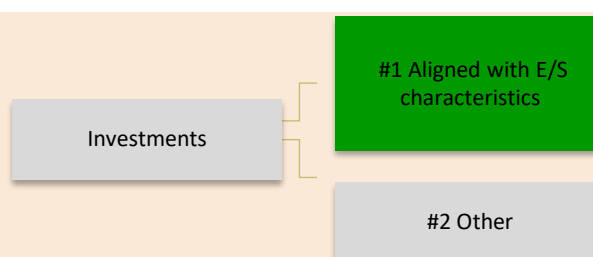 #1 Aligned with E/S
characteristics
Investments
#2 Other